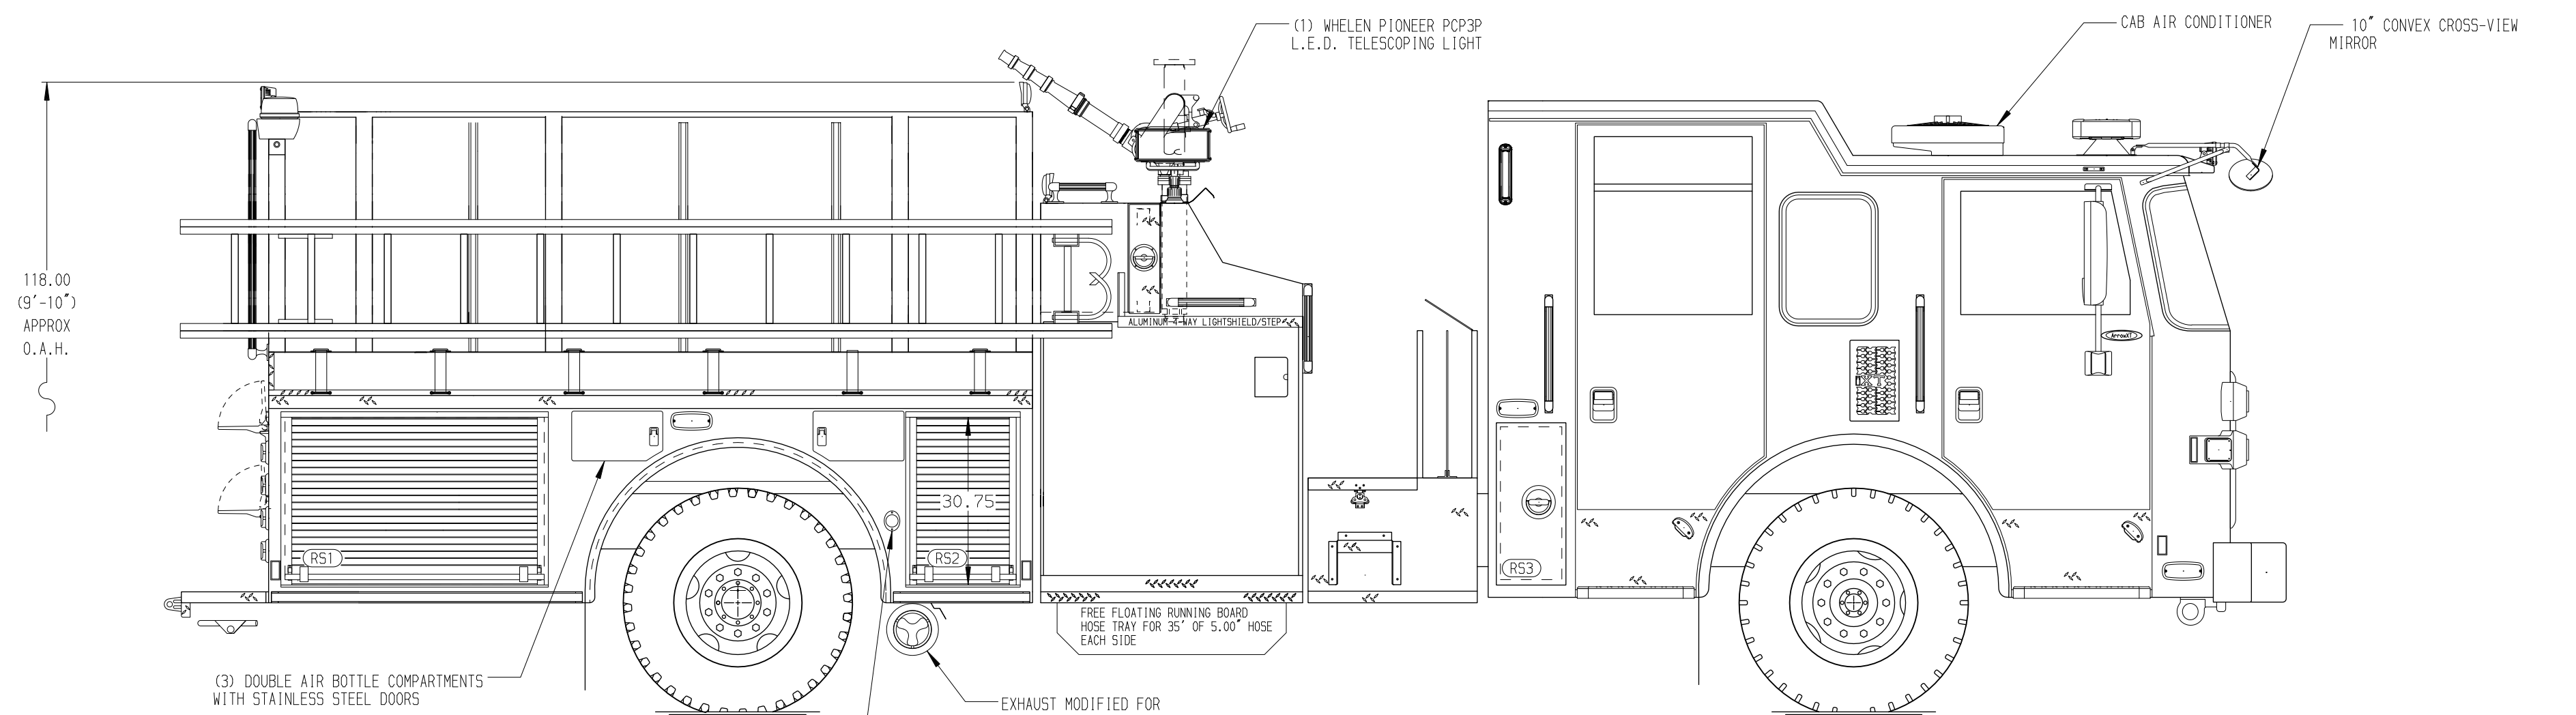 (1) WHELEN PIONEER PCP3P
L.E.D. TELESCOPING LIGHT
CAB AIR CONDITIONER
10" CONVEX CROSS-VIEW
MIRROR
118.00
(9'-10")
APPROX
O.A.H.
ALUMINUM 4-WAY LIGHTSHIELD/STEP
ArrowXT
30.75
RS1
RS2
RS3
FREE FLOATING RUNNING BOARD
HOSE TRAY FOR 35' OF 5.00" HOSE
EACH SIDE
(3) DOUBLE AIR BOTTLE COMPARTMENTS
WITH STAINLESS STEEL DOORS
EXHAUST MODIFIED FOR